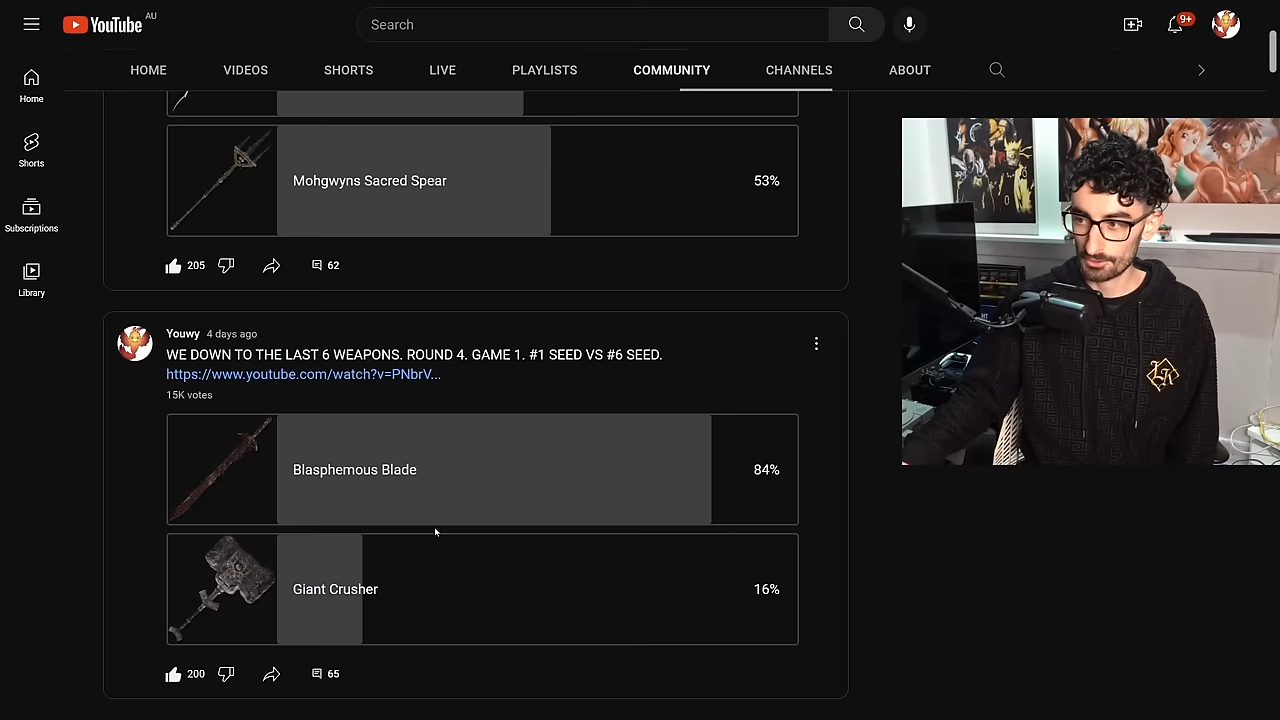 YouTube AU
Search
9+
HOME VIDEOS SHORTS LIVE PLAYLISTS COMMUNITY CHANNELS ABOUT
Home
Shorts
Subscriptions
Library
Mohgwyns Sacred Spear 53%
205 62
Youwy 4 days ago
WE DOWN TO THE LAST 6 WEAPONS. ROUND 4. GAME 1. #1 SEED VS #6 SEED.
https://www.youtube.com/watch?v=PNbrV...
15K votes
Blasphemous Blade 84%
Giant Crusher 16%
200 65